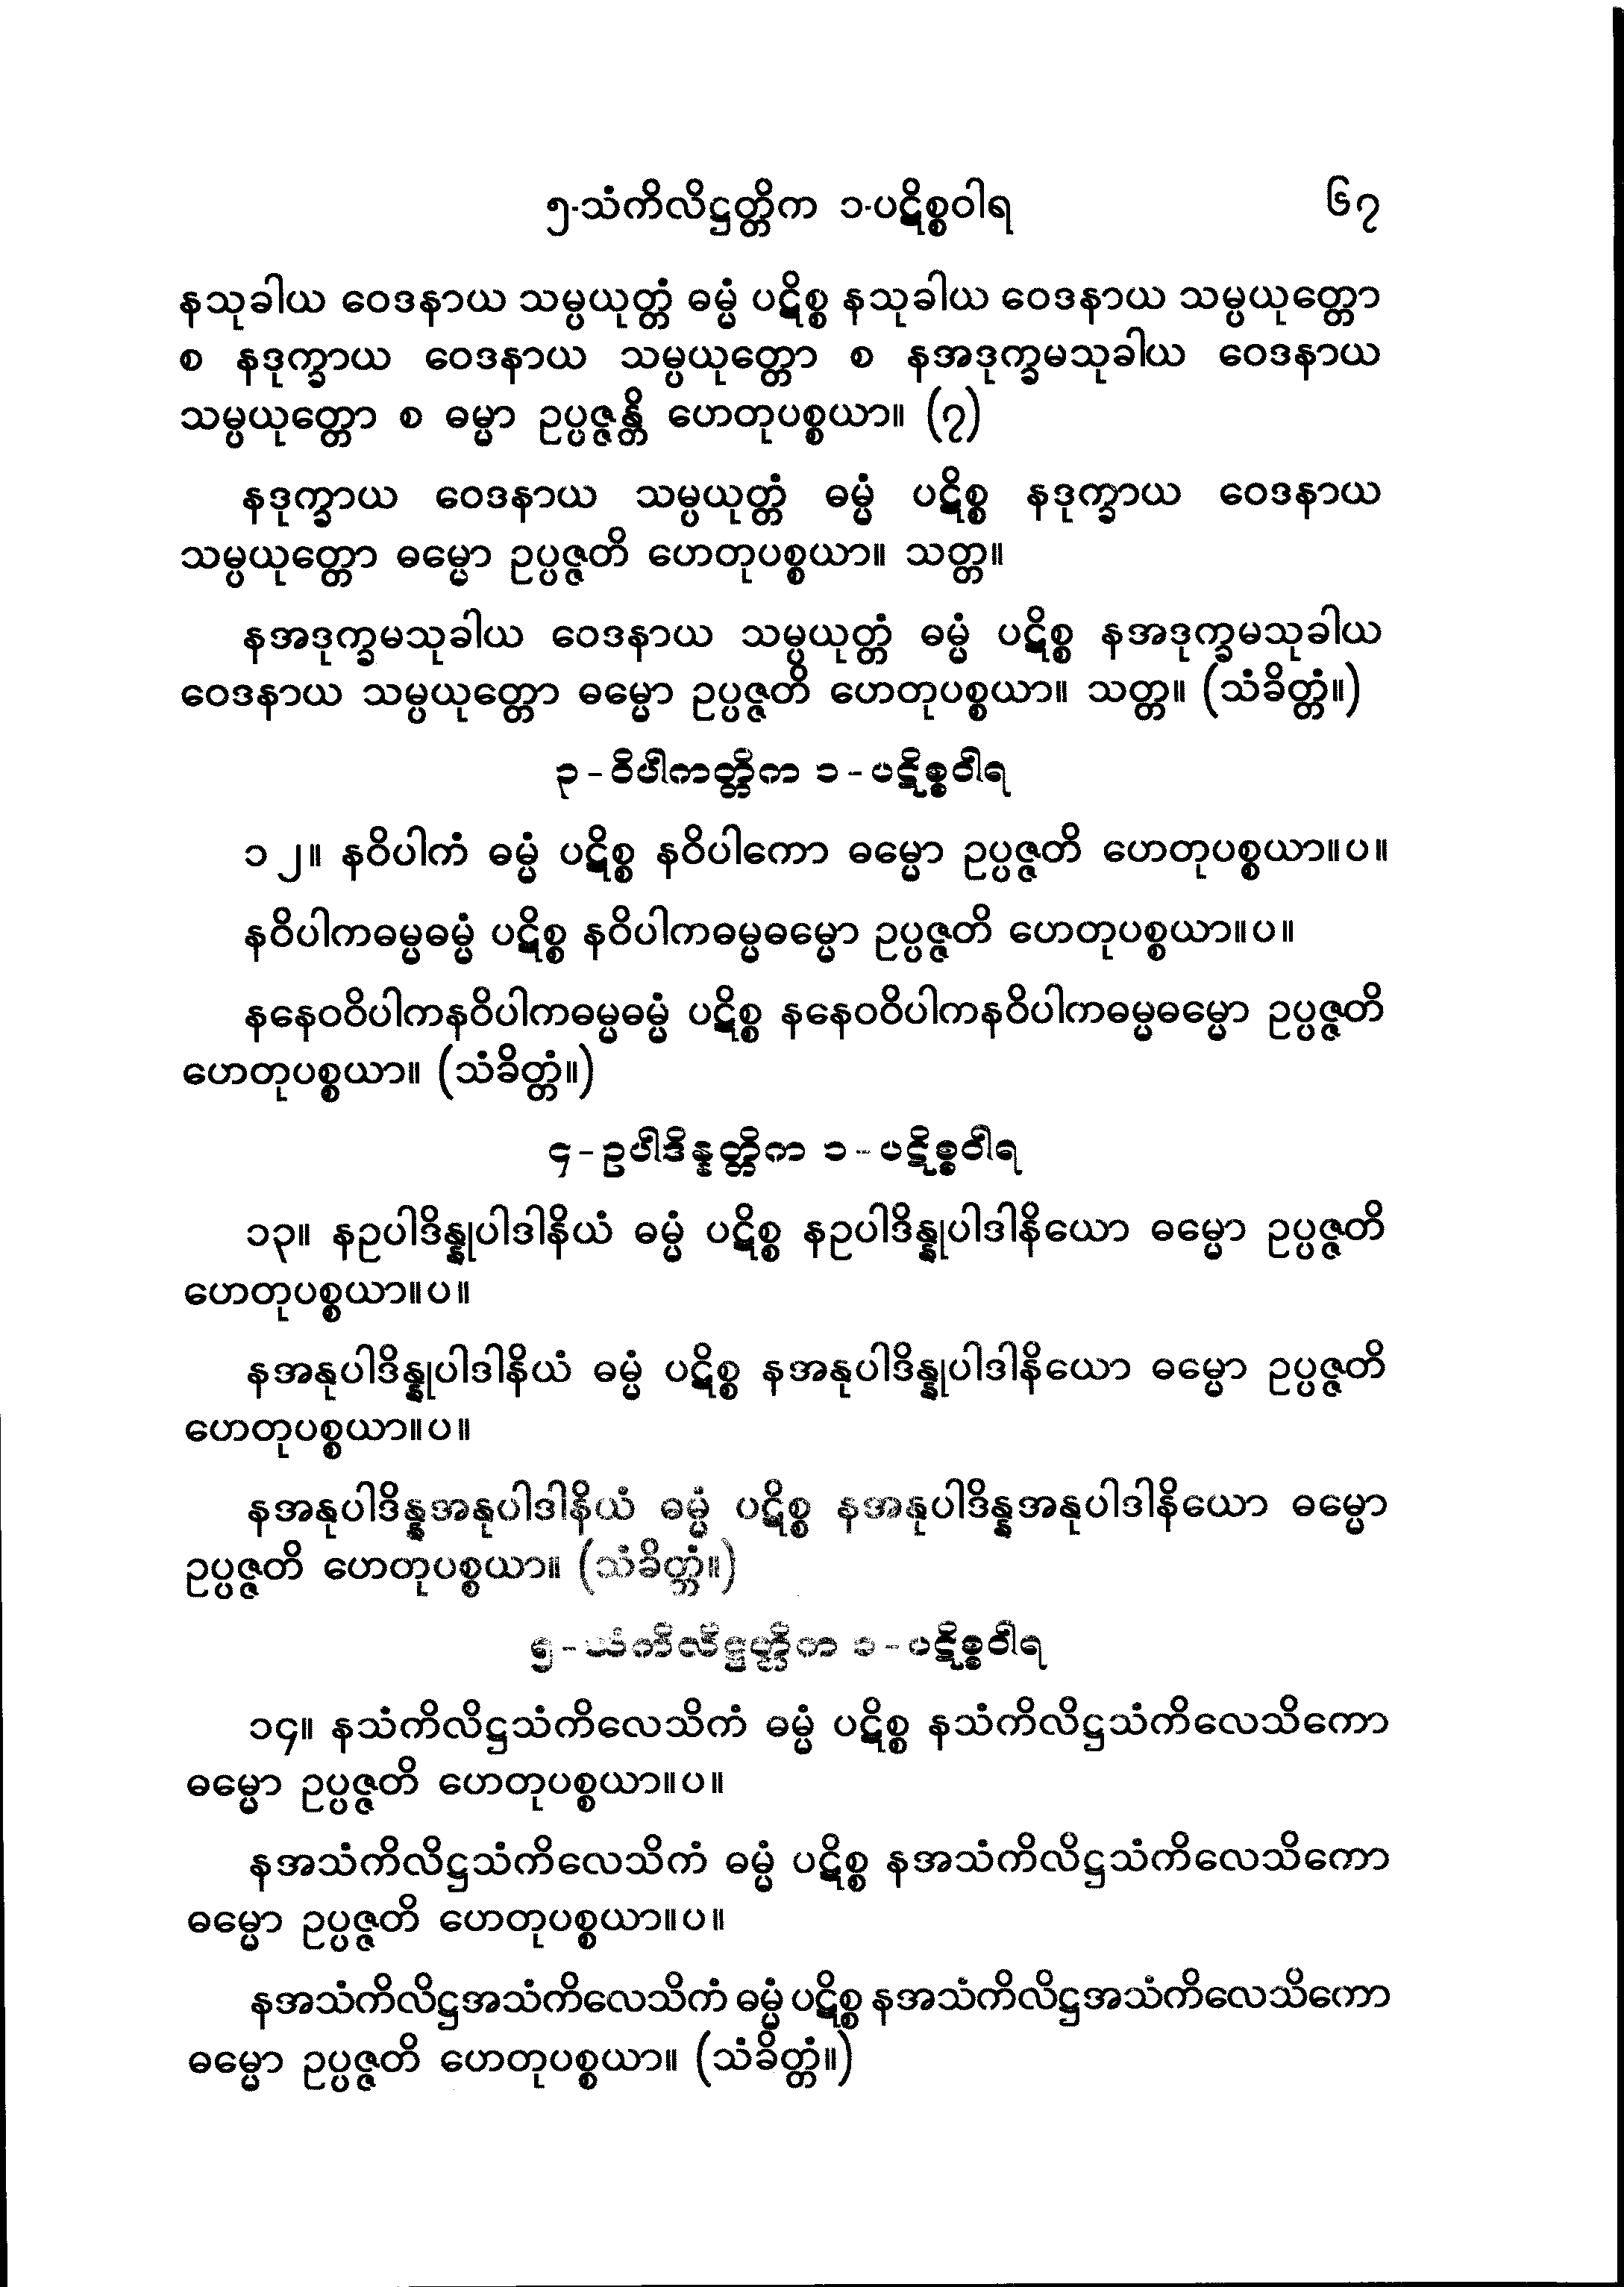 ၅-သံကိလိဋ္ဌတ္တိက ၁-ပဋိစ္စဝါရ ၆၇
နသုခါယ ဝေဒနာယ သမ္ပယုတ္တံ ဓမ္မံ ပဋိစ္စ နသုခါယ ဝေဒနာယ သမ္ပယုတ္တော
စ နဒုက္ခာယ ဝေဒနာယ သမ္ပယုတ္တော စ နအဒုက္ခမသုခါယ ဝေဒနာယ
သမ္ပယုတ္တော စ ဓမ္မာ ဥပ္ပဇ္ဇန္တိ ဟေတုပစ္စယာ။ (၇)
နဒုက္ခာယ ဝေဒနာယ သမ္ပယုတ္တံ ဓမ္မံ ပဋိစ္စ နဒုက္ခာယ ဝေဒနာယ
သမ္ပယုတ္တော ဓမ္မော ဥပ္ပဇ္ဇတိ ဟေတုပစ္စယာ။ သတ္တ။
နအဒုက္ခမသုခါယ ဝေဒနာယ သမ္ပယုတ္တံ ဓမ္မံ ပဋိစ္စ နအဒုက္ခမသုခါယ
ဝေဒနာယ သမ္ပယုတ္တော ဓမ္မော ဥပ္ပဇ္ဇတိ ဟေတုပစ္စယာ။ သတ္တ။ (သံခိတ္တံ။)
၃-ဝိပါကတ္တိက ၁-ပဋိစ္စဝါရ
၁၂။ နဝိပါကံ ဓမ္မံ ပဋိစ္စ နဝိပါကော ဓမ္မော ဥပ္ပဇ္ဇတိ ဟေတုပစ္စယာ။ပ။
နဝိပါကဓမ္မဓမ္မံ ပဋိစ္စ နဝိပါကဓမ္မဓမ္မော ဥပ္ပဇ္ဇတိ ဟေတုပစ္စယာ။ပ။
နနေဝဝိပါကနဝိပါကဓမ္မဓမ္မံ ပဋိစ္စ နနေဝဝိပါကနဝိပါကဓမ္မဓမ္မော ဥပ္ပဇ္ဇတိ
ဟေတုပစ္စယာ။ (သံခိတ္တံ။)
၄-ဥပါဒိန္နတ္တိက ၁-ပဋိစ္စဝါရ
၁၃။ နဥပါဒိန္နုပါဒါနိယံ ဓမ္မံ ပဋိစ္စ နဥပါဒိန္နုပါဒါနိယော ဓမ္မော ဥပ္ပဇ္ဇတိ
ဟေတုပစ္စယာ။ပ။
နအနုပါဒိန္နုပါဒါနိယံ ဓမ္မံ ပဋိစ္စ နအနုပါဒိန္နုပါဒါနိယော ဓမ္မော ဥပ္ပဇ္ဇတိ
ဟေတုပစ္စယာ။ပ။
နအနုပါဒိန္နအနုပါဒါနိယံ ဓမ္မံ ပဋိစ္စ နအနုပါဒိန္နအနုပါဒါနိယော ဓမ္မော
ဥပ္ပဇ္ဇတိ ဟေတုပစ္စယာ။ (သံခိတ္တံ။)
၅-သံကိလိဋ္ဌတ္တိက ၁-ပဋိစ္စဝါရ
၁၄။ နသံကိလိဋ္ဌသံကိလေသိကံ ဓမ္မံ ပဋိစ္စ နသံကိလိဋ္ဌသံကိလေသိကော
ဓမ္မော ဥပ္ပဇ္ဇတိ ဟေတုပစ္စယာ။ပ။
နအသံကိလိဋ္ဌသံကိလေသိကံ ဓမ္မံ ပဋိစ္စ နအသံကိလိဋ္ဌသံကိလေသိကော
ဓမ္မော ဥပ္ပဇ္ဇတိ ဟေတုပစ္စယာ။ပ။
နအသံကိလိဋ္ဌအသံကိလေသိကံ ဓမ္မံ ပဋိစ္စ နအသံကိလိဋ္ဌအသံကိလေသိကော
ဓမ္မော ဥပ္ပဇ္ဇတိ ဟေတုပစ္စယာ။ (သံခိတ္တံ။)